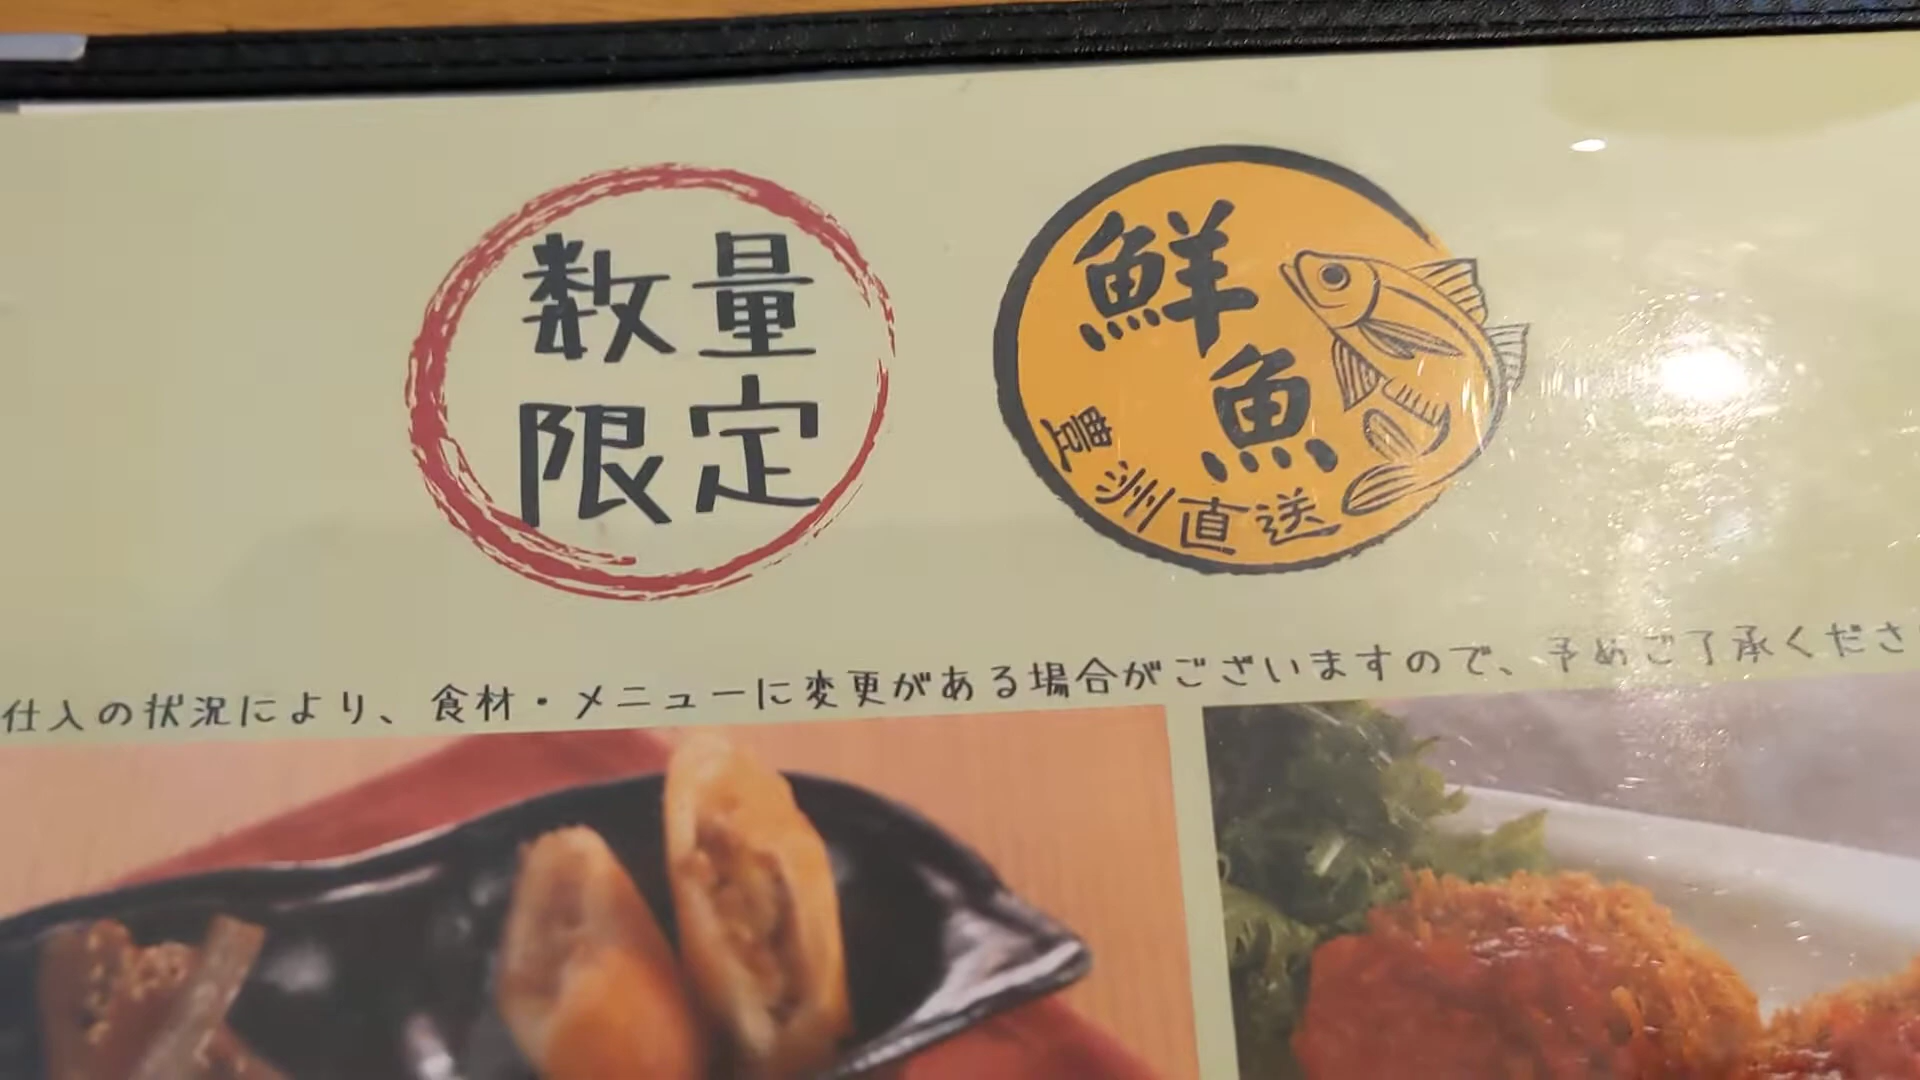 数量
限定
鮮
魚
豊洲直送
仕入の状況により、食材・メニューに変更がある場合がございますので、予めご了承くださ